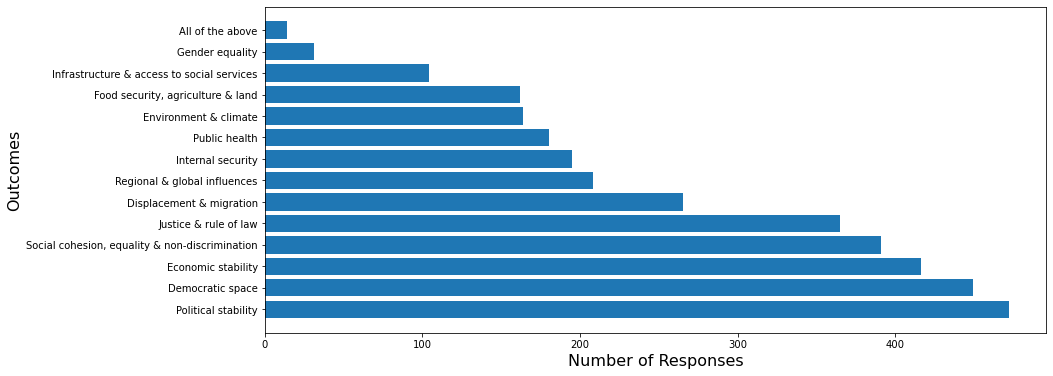 All of the above
Gender equality
Infrastructure & access to social services
Food security, agriculture & land
Environment & climate
Public health
Internal security
Regional & global influences
Displacement & migration
Justice & rule of law
Social cohesion, equality & non-discrimination
Economic stability
Democratic space
Political stability
Outcomes
0 100 200 300 400
Number of Responses